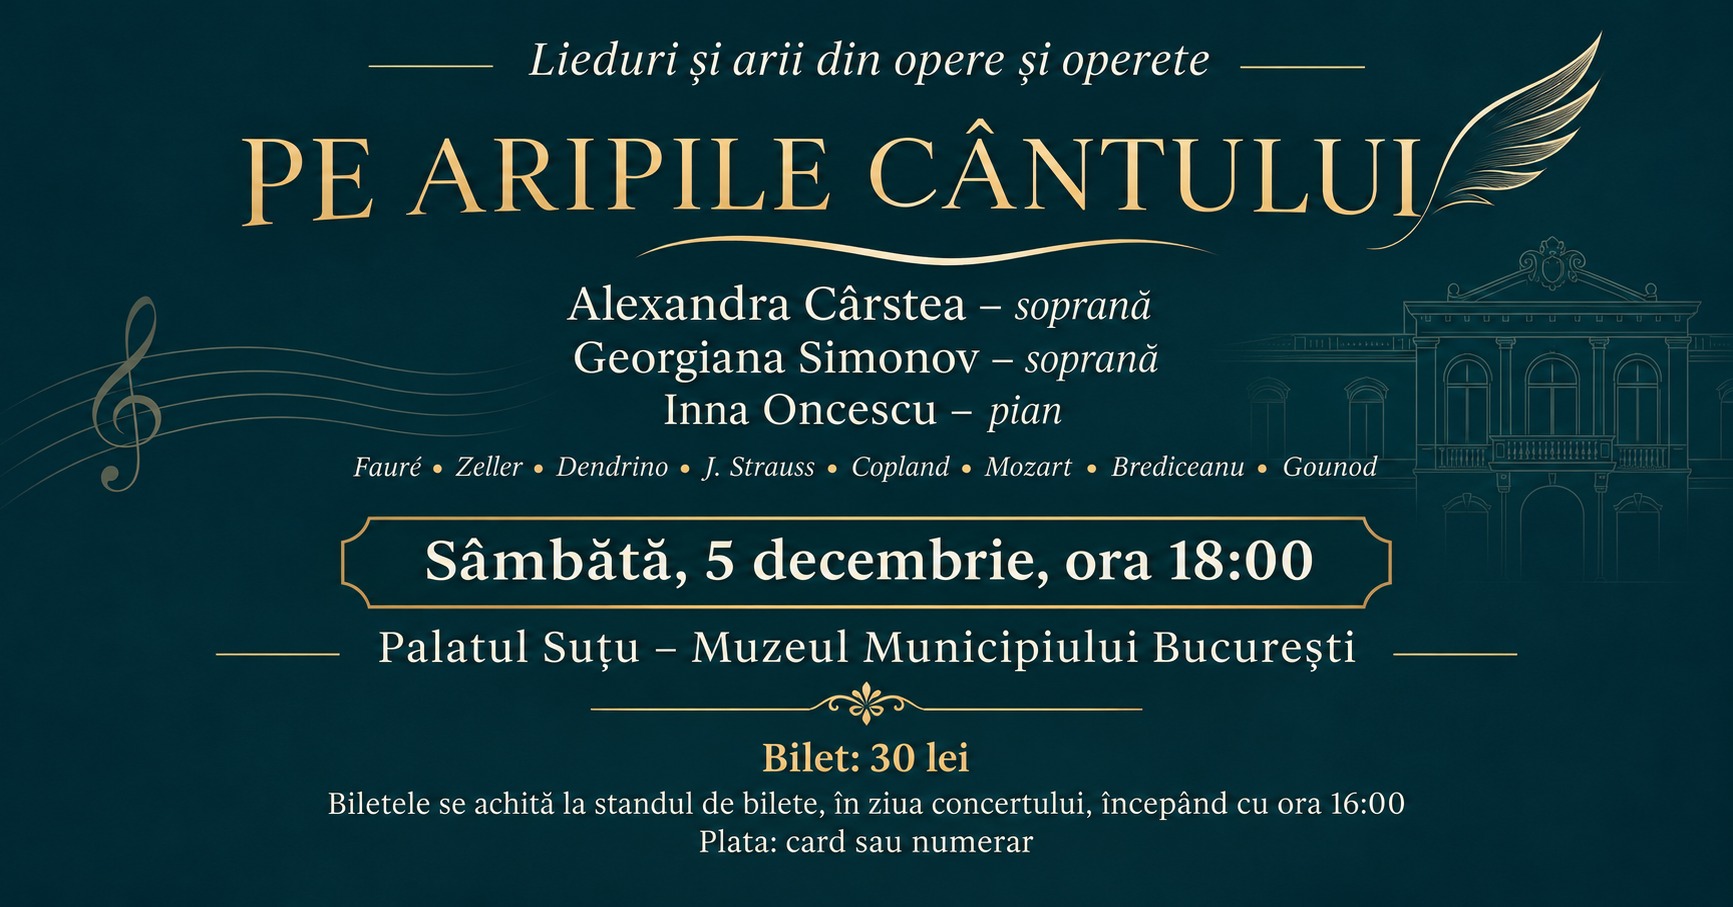 Lieduri și arii din opere și operete
PE ARIPILE CÂNTULUI
Alexandra Cârstea – soprană
Georgiana Simonov – soprană
Inna Oncescu – pian
Fauré • Zeller • Dendrino • J. Strauss • Copland • Mozart • Brediceanu • Gounod
Sâmbătă, 5 decembrie, ora 18:00
Palatul Suțu – Muzeul Municipiului București
Bilet: 30 lei
Biletele se achită la standul de bilete, în ziua concertului, începând cu ora 16:00
Plata: card sau numerar